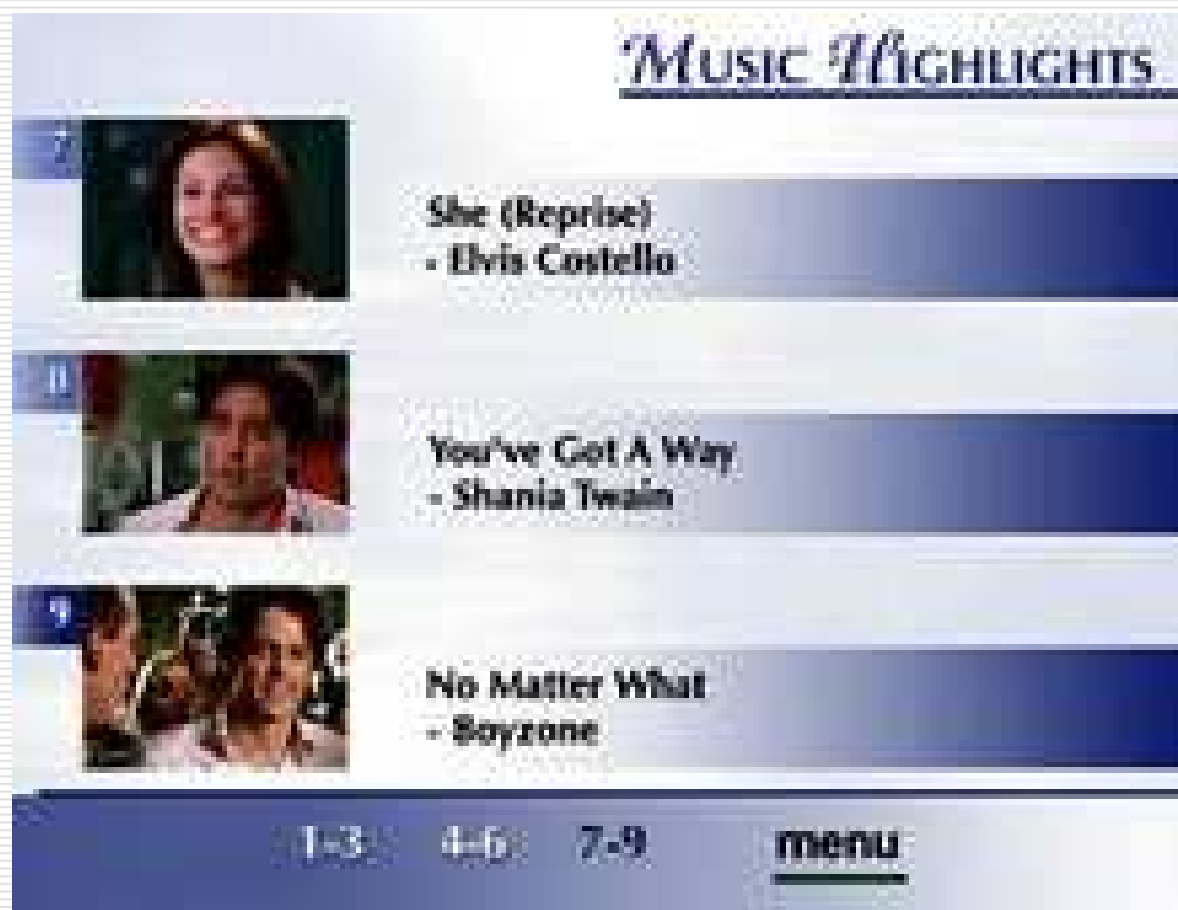 Music Highlights
7
She (Reprise)
- Elvis Costello
8
You've Got A Way
- Shania Twain
9
No Matter What
- Boyzone
1-3 4-6 7-9 menu